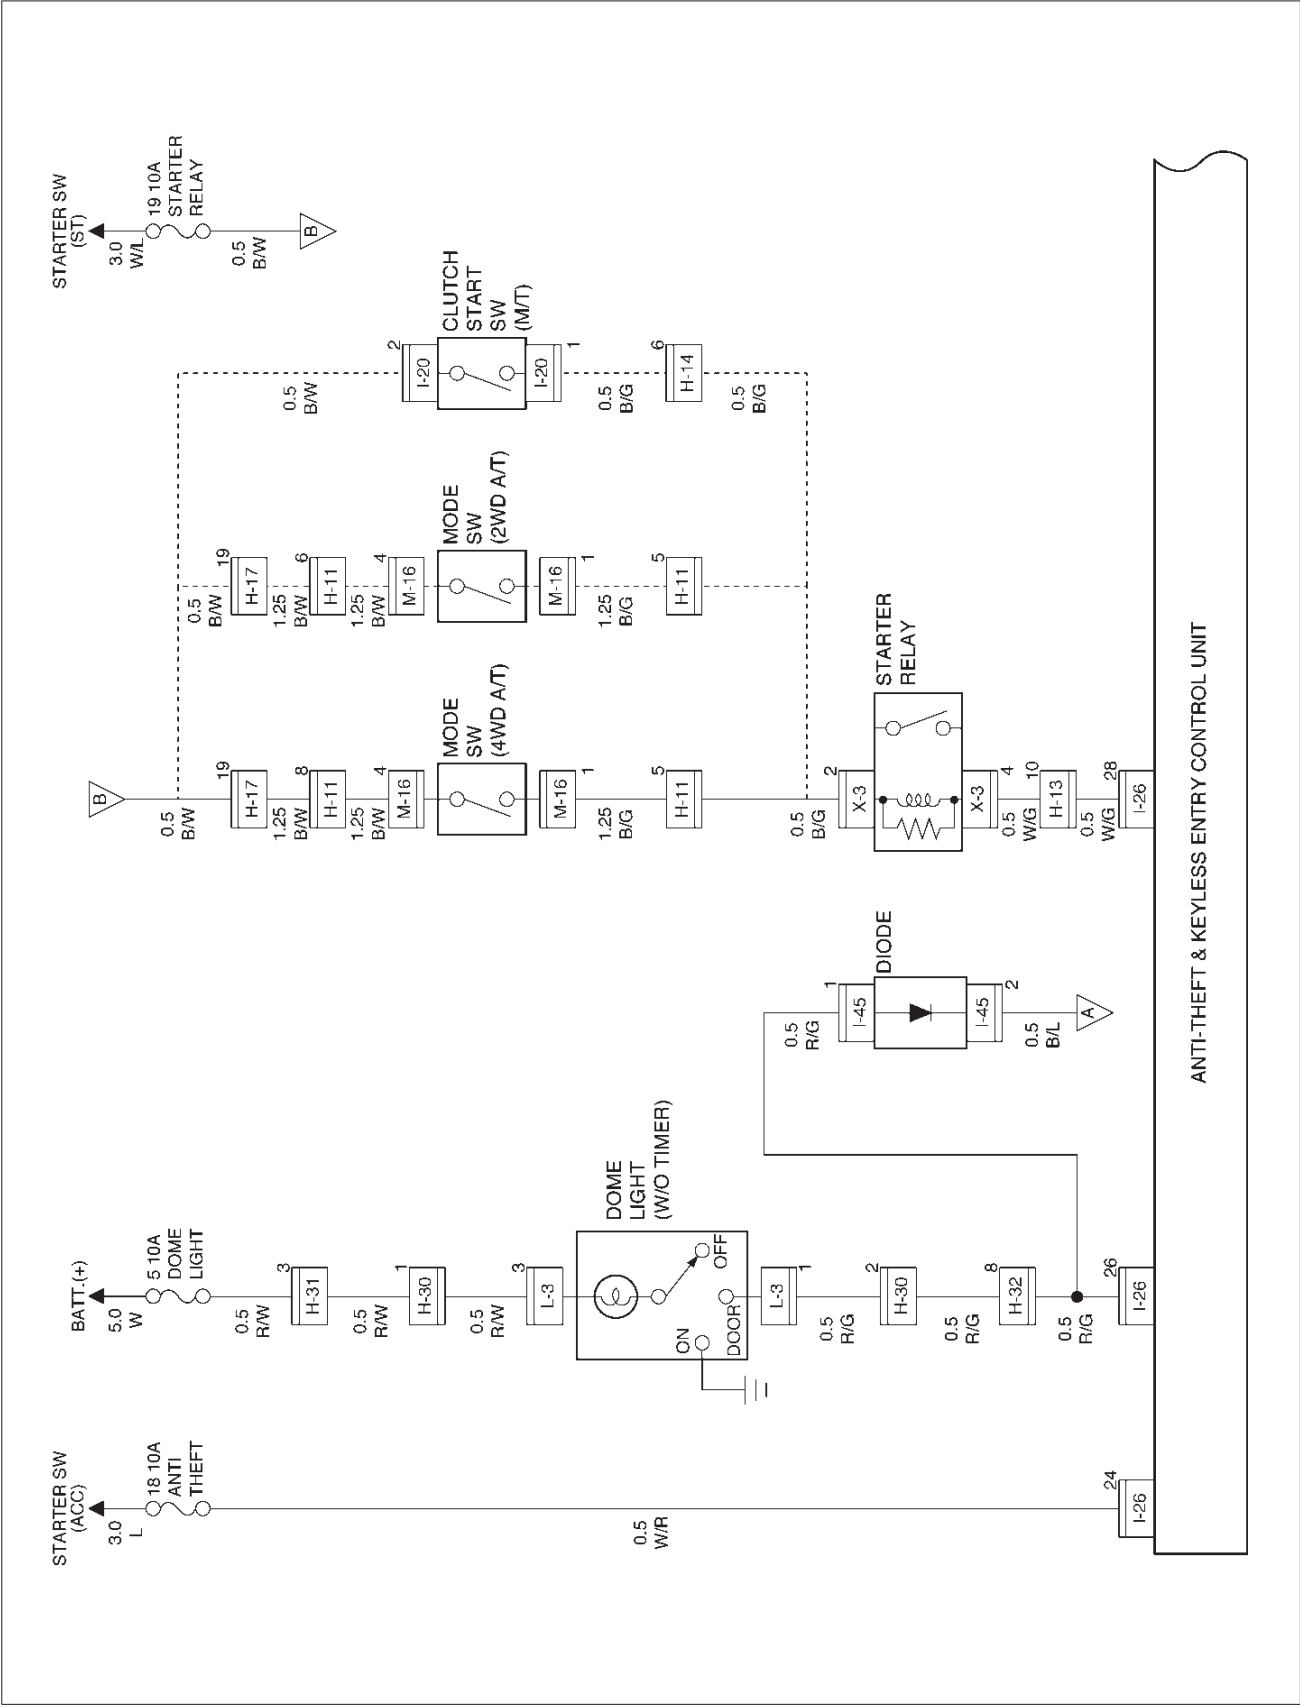 STARTER SW
(ACC)
3.0
L
18 10A
ANTI
THEFT
0.5
W/R
24
I-26
BATT.(+)
5.0
W
5 10A
DOME
LIGHT
0.5
R/W
3
H-31
0.5
R/W
1
H-30
0.5
R/W
3
L-3
DOME
LIGHT
(W/O TIMER)
ON
OFF
DOOR
1
L-3
0.5
R/G
2
H-30
0.5
R/G
8
H-32
0.5
R/G
26
I-26
0.5
R/G
1
I-45
DIODE
I-45
2
0.5
B/L
A
B
0.5
B/W
19
H-17
1.25
B/W
8
H-11
1.25
B/W
4
M-16
MODE
SW
(4WD A/T)
M-16
1
1.25
B/G
5
H-11
0.5
B/G
2
X-3
STARTER
RELAY
X-3
4
0.5
W/G
10
H-13
0.5
W/G
28
I-26
0.5
B/W
19
H-17
1.25
B/W
6
H-11
1.25
B/W
4
M-16
MODE
SW
(2WD A/T)
M-16
1
1.25
B/G
5
H-11
0.5
B/W
2
I-20
CLUTCH
START
SW
(M/T)
I-20
1
0.5
B/G
6
H-14
0.5
B/G
STARTER SW
(ST)
3.0
W/L
19 10A
STARTER
RELAY
0.5
B/W
B
ANTI-THEFT & KEYLESS ENTRY CONTROL UNIT